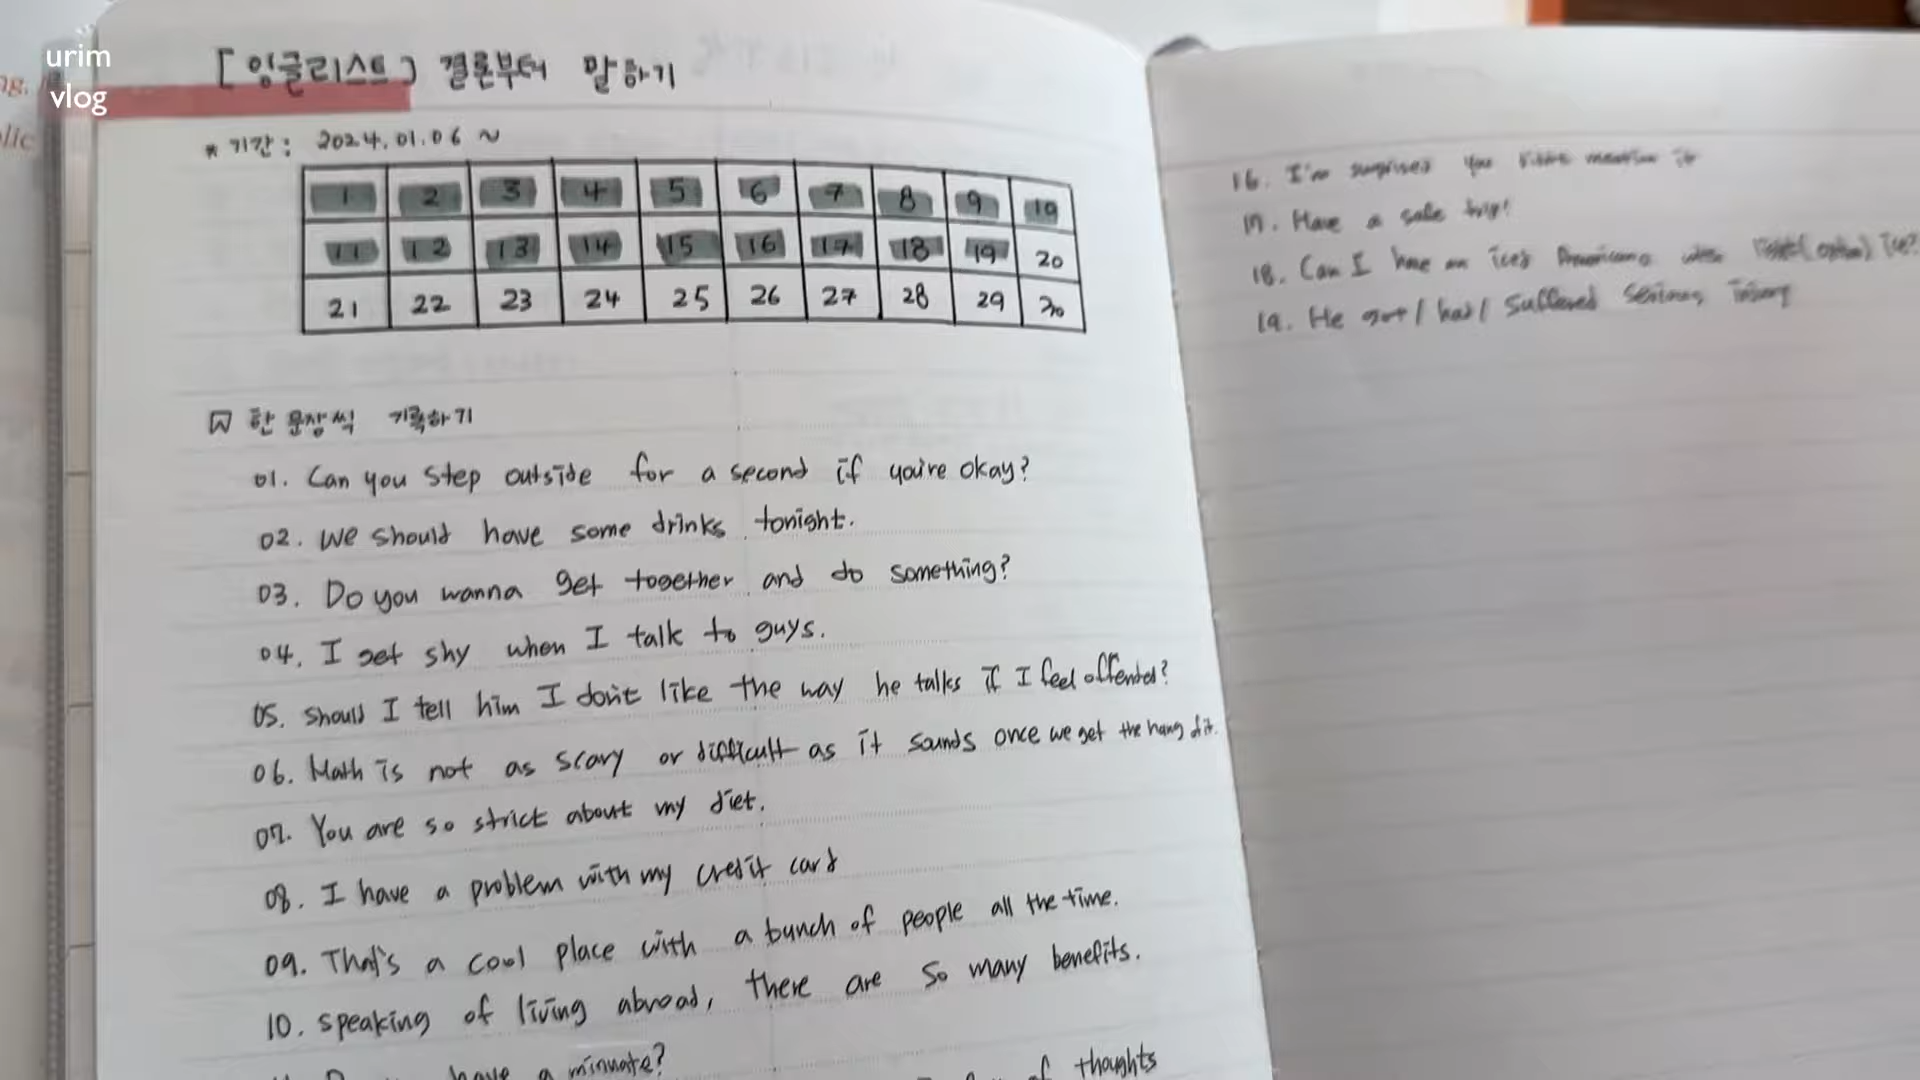 urim
vlog
ng,
lic
[잉글리스트] 결론부터 말하기
* 기간 : 2024.01.06 ~
1 2 3 4 5 6 7 8 9 10
11 12 13 14 15 16 17 18 19 20
21 22 23 24 25 26 27 28 29 30
한 문장씩 기록하기
01. Can you step outside for a second if you're okay?
02. We should have some drinks tonight.
03. Do you wanna get together and do something?
04. I get shy when I talk to guys.
05. Should I tell him I don't like the way he talks if I feel offended?
06. Math is not as scary or difficult as it sounds once we get the hang of it.
07. You are so strict about my diet.
08. I have a problem with my credit card
09. That's a cool place with a bunch of people all the time.
10. speaking of living abroad, there are so many benefits.
have a minnate?
of thoughts
16. I'm surprised you mention it
17. Have a safe trip!
18. Can I have an iced Americano with light( ) ice?
19. He got / had / suffered serious injury